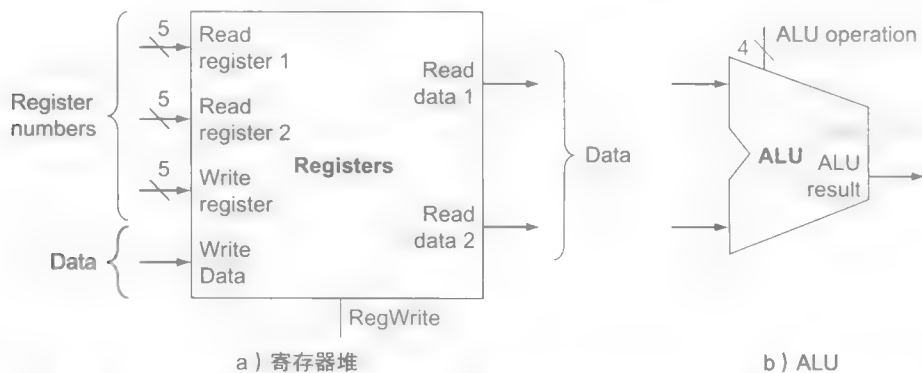 Register
numbers
Data
5
Read
register 1
5
Read
register 2
5
Write
register
Write
Data
Registers
Read
data 1
Read
data 2
RegWrite
Data
a）寄存器堆
4
ALU operation
ALU
ALU
result
b）ALU